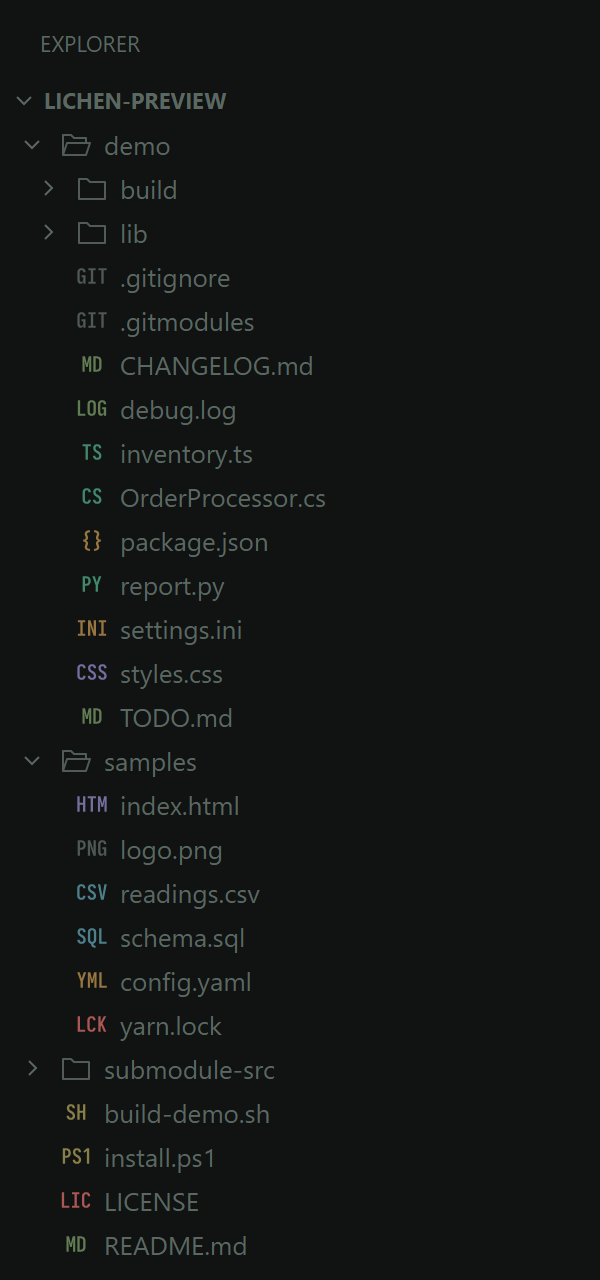 EXPLORER
LICHEN-PREVIEW
demo
build
lib
GIT .gitignore
GIT .gitmodules
MD CHANGELOG.md
LOG debug.log
TS inventory.ts
CS OrderProcessor.cs
{} package.json
PY report.py
INI settings.ini
CSS styles.css
MD TODO.md
samples
HTM index.html
PNG logo.png
CSV readings.csv
SQL schema.sql
YML config.yaml
LCK yarn.lock
submodule-src
SH build-demo.sh
PS1 install.ps1
LIC LICENSE
MD README.md